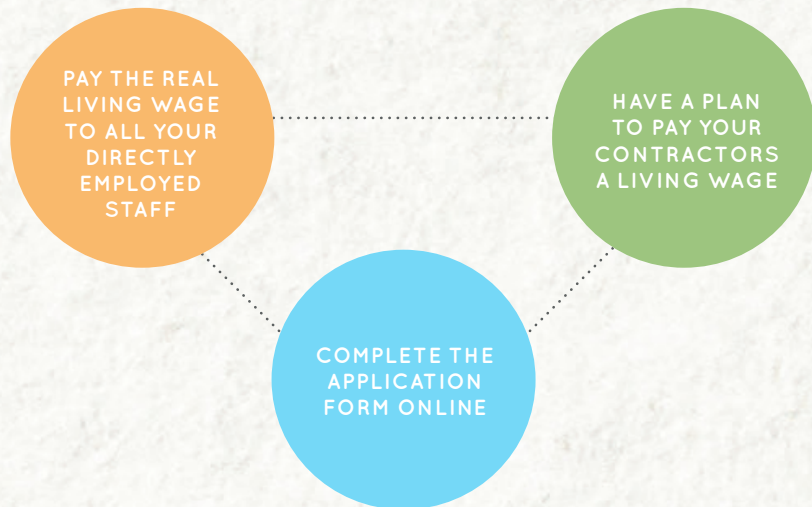 PAY THE REAL
LIVING WAGE
TO ALL YOUR
DIRECTLY
EMPLOYED
STAFF
HAVE A PLAN
TO PAY YOUR
CONTRACTORS
A LIVING WAGE
COMPLETE THE
APPLICATION
FORM ONLINE